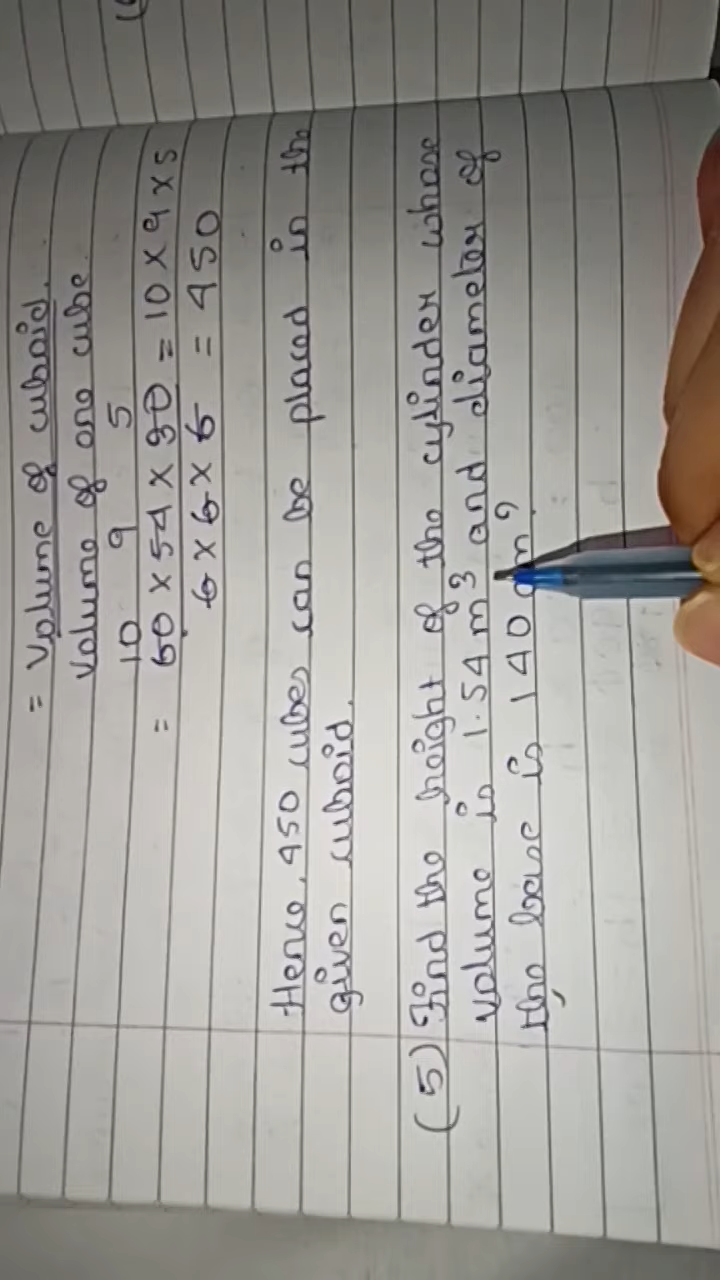 = Volume of cuboid.
Volume of one cube.
10 9 5
= 60 × 54 × 30 = 10 × 9 × 5
6 × 6 × 6 = 450
Hence, 450 cubes can be placed in the
given cuboid.
(5) Find the height of the cylinder whose
volume is 1.54 m³ and diameter of
the base is 140 cm?